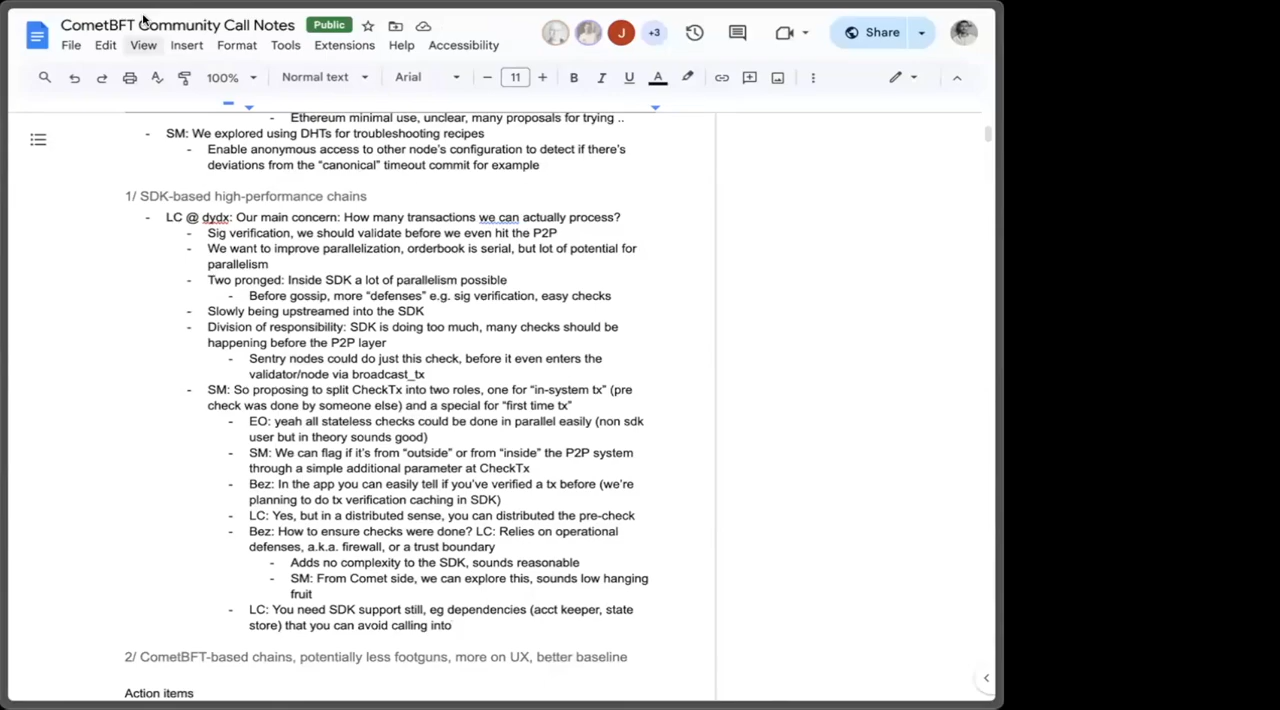 CometBFT Community Call Notes
Public
J
+3
Share
File Edit View Insert Format Tools Extensions Help Accessibility
100% Normal text Arial − 11 + B I U A
- Ethereum minimal use, unclear, many proposals for trying ..
- SM: We explored using DHTs for troubleshooting recipes
- Enable anonymous access to other node's configuration to detect if there's
deviations from the “canonical” timeout commit for example
1/ SDK-based high-performance chains
- LC @ dydx: Our main concern: How many transactions we can actually process?
- Sig verification, we should validate before we even hit the P2P
- We want to improve parallelization, orderbook is serial, but lot of potential for
parallelism
- Two pronged: Inside SDK a lot of parallelism possible
- Before gossip, more “defenses” e.g. sig verification, easy checks
- Slowly being upstreamed into the SDK
- Division of responsibility: SDK is doing too much, many checks should be
happening before the P2P layer
- Sentry nodes could do just this check, before it even enters the
validator/node via broadcast_tx
- SM: So proposing to split CheckTx into two roles, one for “in-system tx” (pre
check was done by someone else) and a special for “first time tx”
- EO: yeah all stateless checks could be done in parallel easily (non sdk
user but in theory sounds good)
- SM: We can flag if it's from “outside” or from “inside” the P2P system
through a simple additional parameter at CheckTx
- Bez: In the app you can easily tell if you've verified a tx before (we're
planning to do tx verification caching in SDK)
- LC: Yes, but in a distributed sense, you can distributed the pre-check
- Bez: How to ensure checks were done? LC: Relies on operational
defenses, a.k.a. firewall, or a trust boundary
- Adds no complexity to the SDK, sounds reasonable
- SM: From Comet side, we can explore this, sounds low hanging
fruit
- LC: You need SDK support still, eg dependencies (acct keeper, state
store) that you can avoid calling into
2/ CometBFT-based chains, potentially less footguns, more on UX, better baseline
Action items